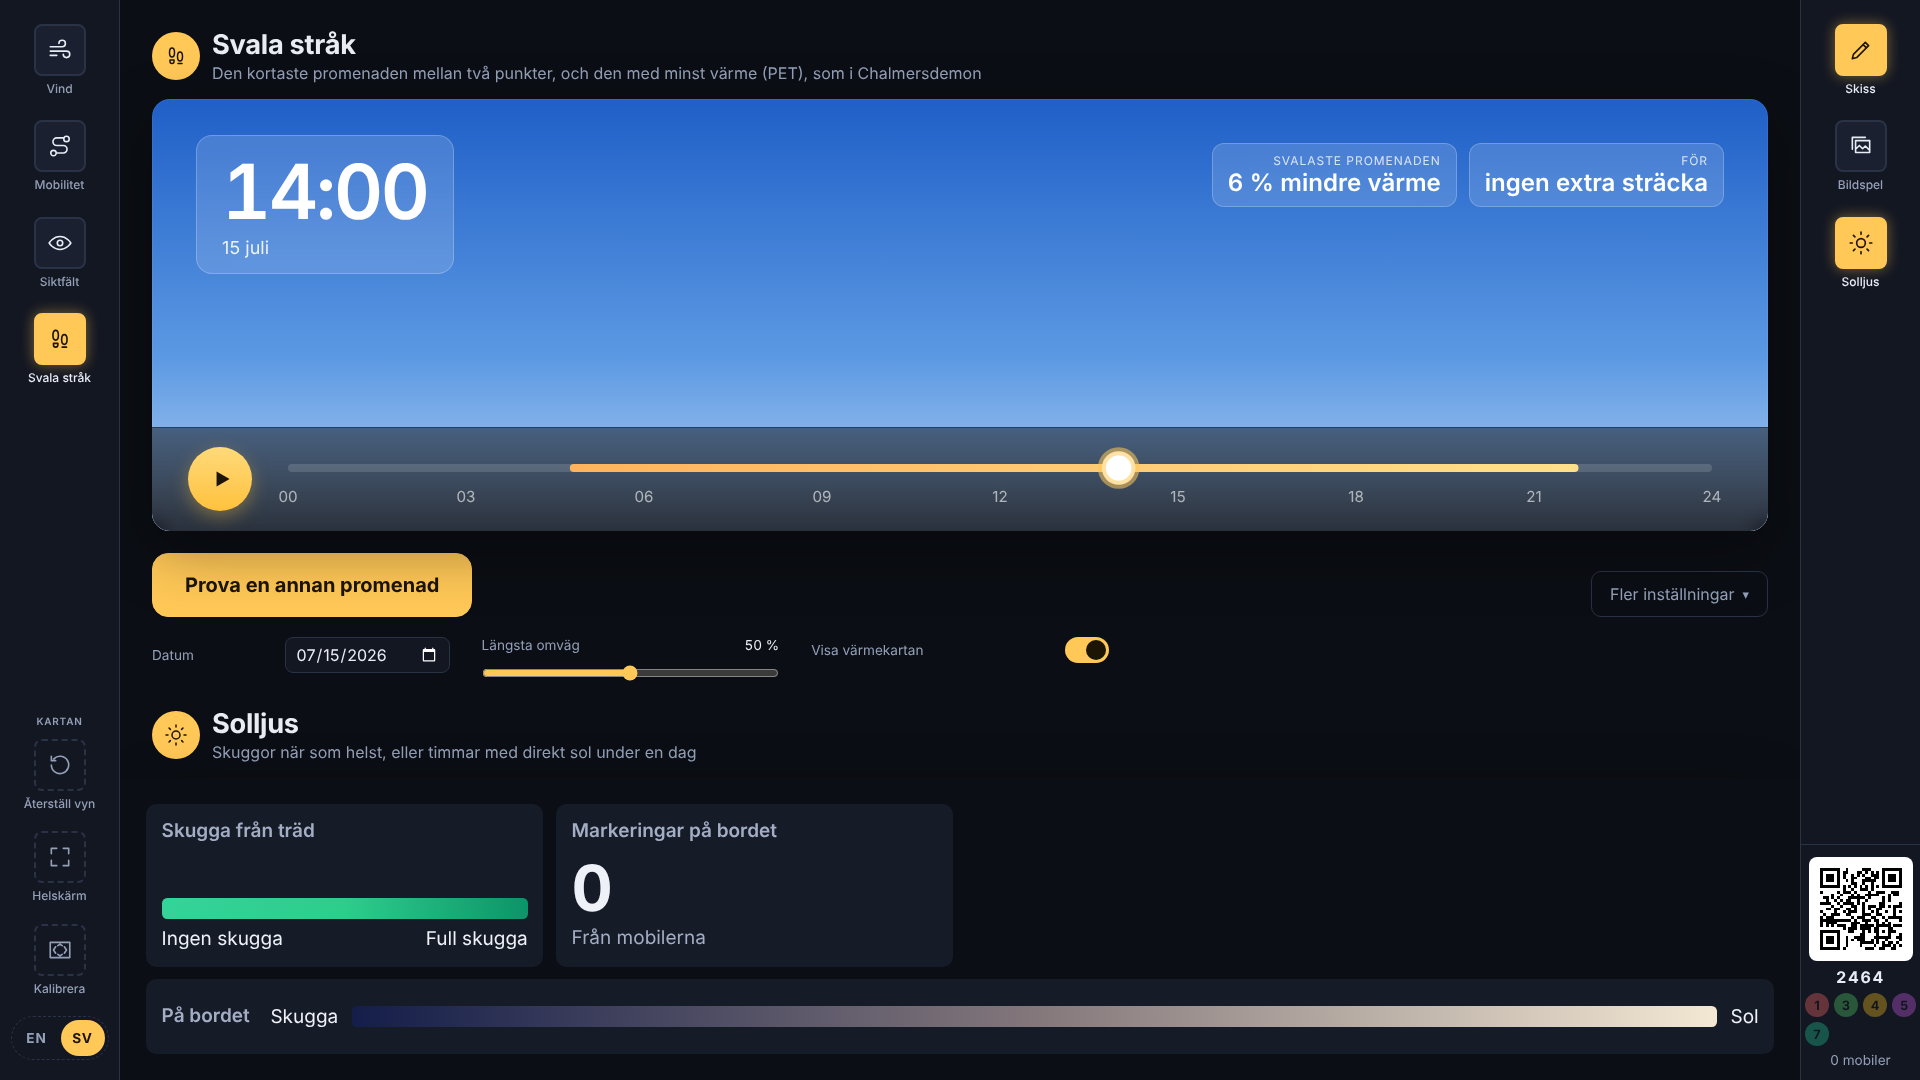 Vind
Mobilitet
Siktfält
Svala stråk
KARTAN
Återställ vyn
Helskärm
Kalibrera
EN SV
Svala stråk
Den kortaste promenaden mellan två punkter, och den med minst värme (PET), som i Chalmersdemon
14:00
15 juli
SVALASTE PROMENADEN
6 % mindre värme
FÖR
ingen extra sträcka
00 03 06 09 12 15 18 21 24
Prova en annan promenad
Fler inställningar
Datum
07/15/2026
Längsta omväg 50 %
Visa värmekartan
Solljus
Skuggor när som helst, eller timmar med direkt sol under en dag
Skugga från träd
Ingen skugga Full skugga
Markeringar på bordet
0
Från mobilerna
På bordet Skugga Sol
Skiss
Bildspel
Solljus
2464
1 3 4 5
7
0 mobiler